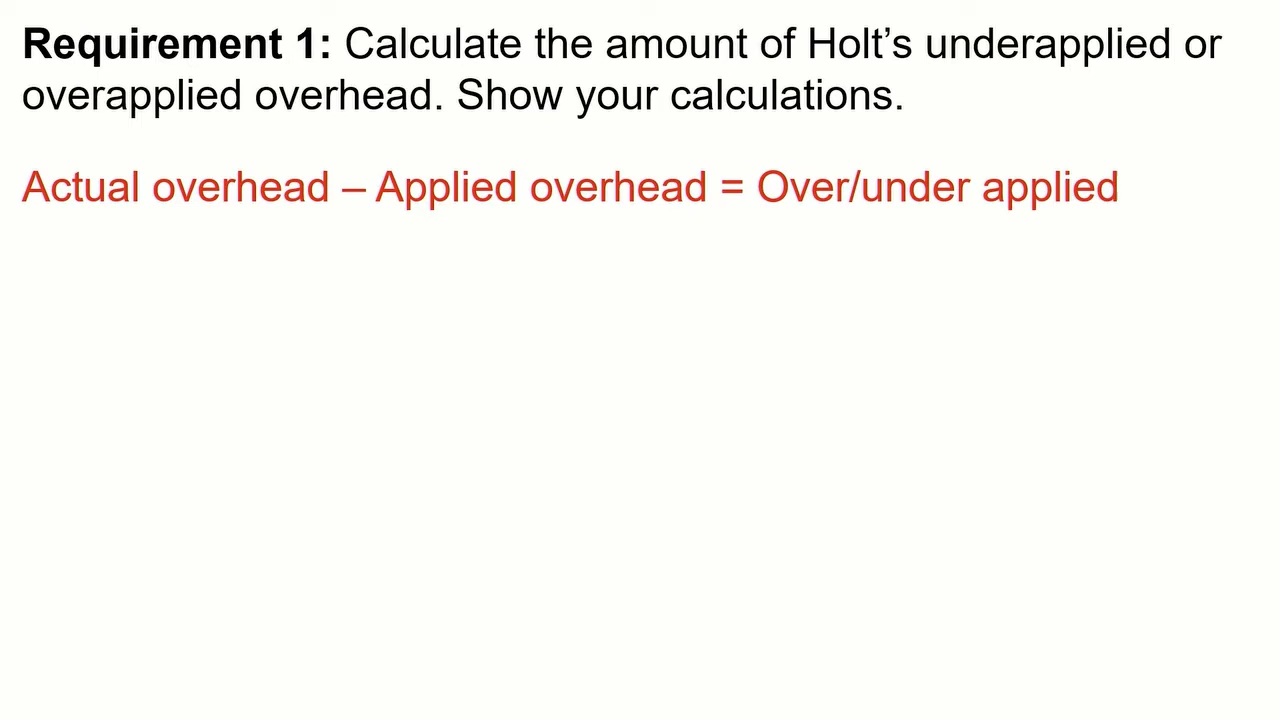 Requirement 1: Calculate the amount of Holt’s underapplied or
overapplied overhead. Show your calculations.
Actual overhead – Applied overhead = Over/under applied